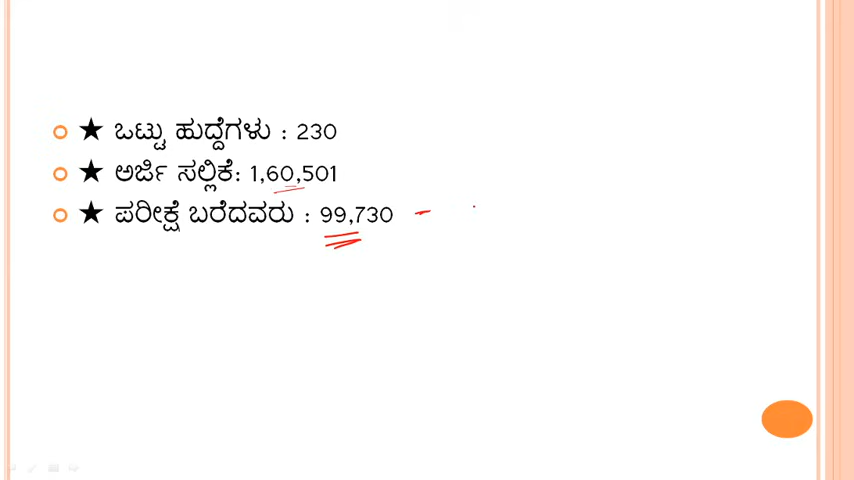 ★ ಒಟ್ಟು ಹುದ್ದೆಗಳು : 230
★ ಅರ್ಜಿ ಸಲ್ಲಿಕೆ: 1,60,501
★ ಪರೀಕ್ಷೆ ಬರೆದವರು : 99,730